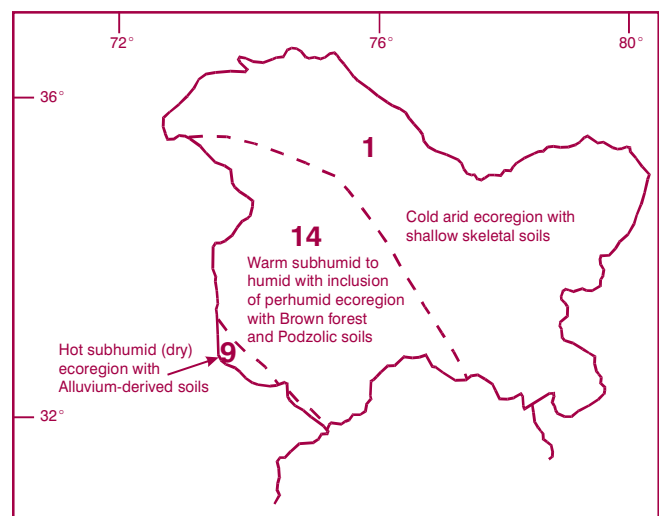 72°
76°
80°
36°
1
Cold arid ecoregion with
shallow skeletal soils
14
Warm subhumid to
humid with inclusion
of perhumid ecoregion
with Brown forest
and Podzolic soils
9
Hot subhumid (dry)
ecoregion with
Alluvium-derived soils
32°